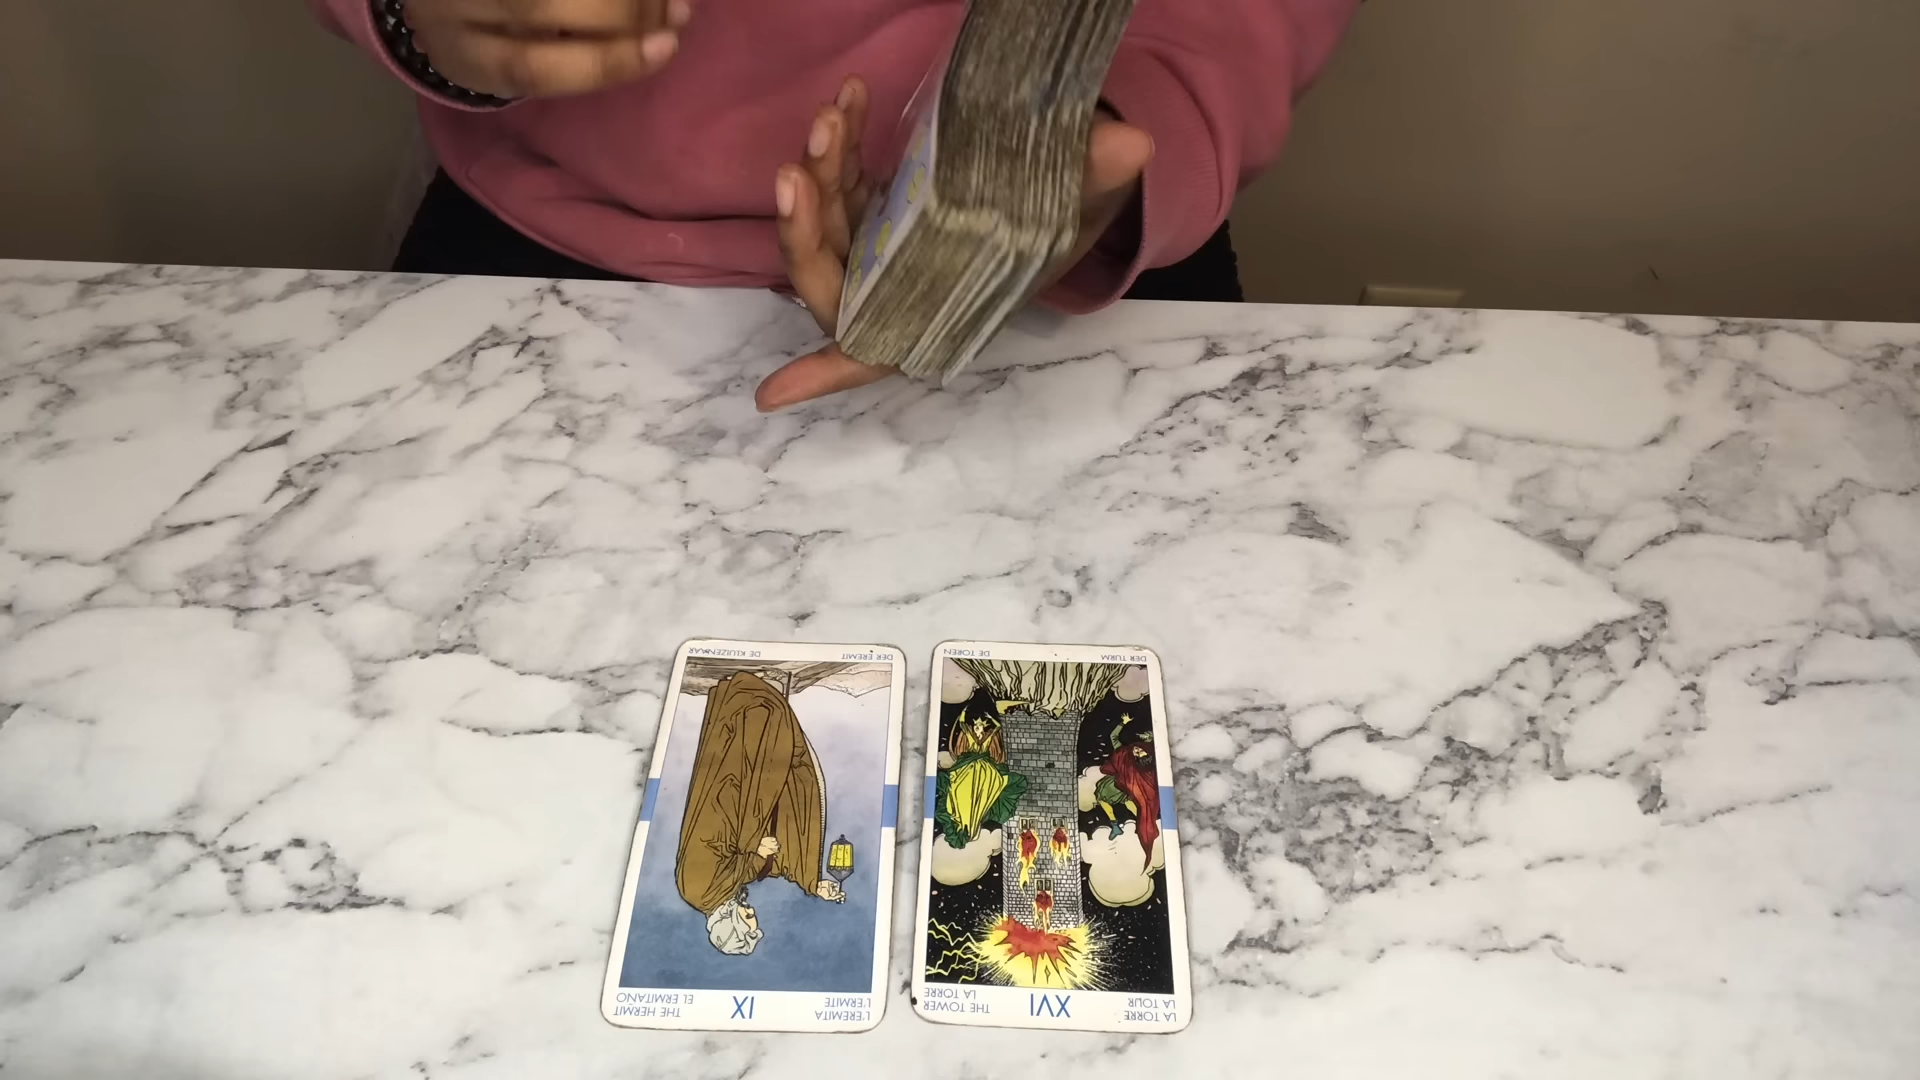 DER EREMIT
DE KLUIZENAAR
DER TURM
DE TOREN
IX
L'EREMITA
L'ERMITE
THE HERMIT
EL ERMITAÑO
XVI
LA TORRE
LA TOUR
THE TOWER
LA TORRE